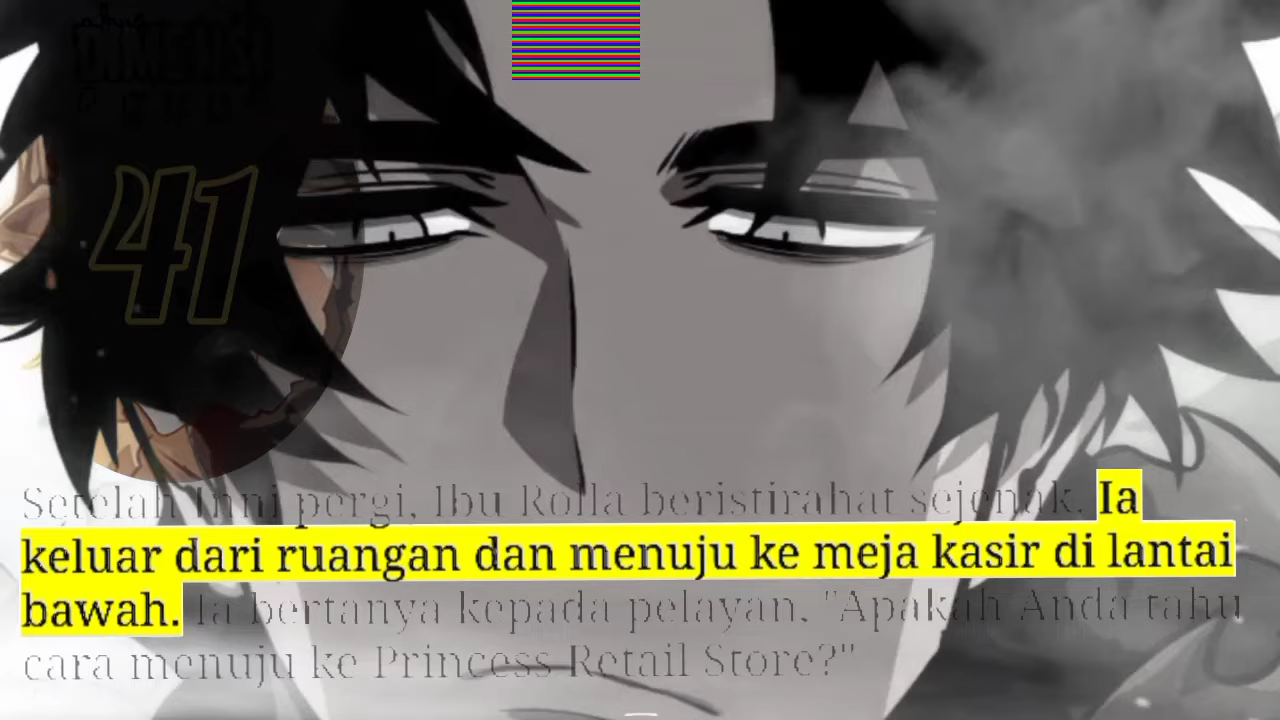 41
Setelah Inni pergi, Ibu Rolla beristirahat sejenak. Ia
keluar dari ruangan dan menuju ke meja kasir di lantai
bawah. Ia bertanya kepada pelayan. "Apakah Anda tahu
cara menuju ke Princess Retail Store?"